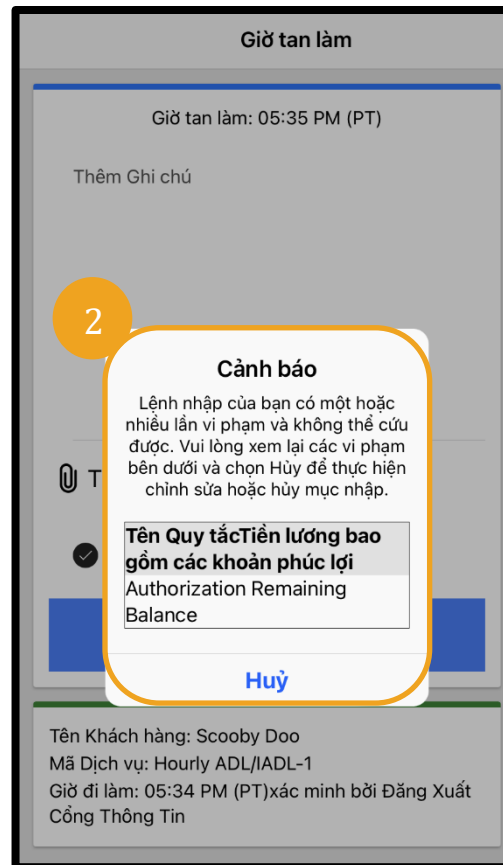 Giờ tan làm
Giờ tan làm: 05:35 PM (PT)
Thêm Ghi chú
2
Cảnh báo
Lệnh nhập của bạn có một hoặc
nhiều lần vi phạm và không thể cứu
được. Vui lòng xem lại các vi phạm
bên dưới và chọn Hủy để thực hiện
chỉnh sửa hoặc hủy mục nhập.
T
Tên Quy tắcTiền lương bao
gồm các khoản phúc lợi
Authorization Remaining
Balance
Huỷ
Tên Khách hàng: Scooby Doo
Mã Dịch vụ: Hourly ADL/IADL-1
Giờ đi làm: 05:34 PM (PT)xác minh bởi Đăng Xuất
Cổng Thông Tin